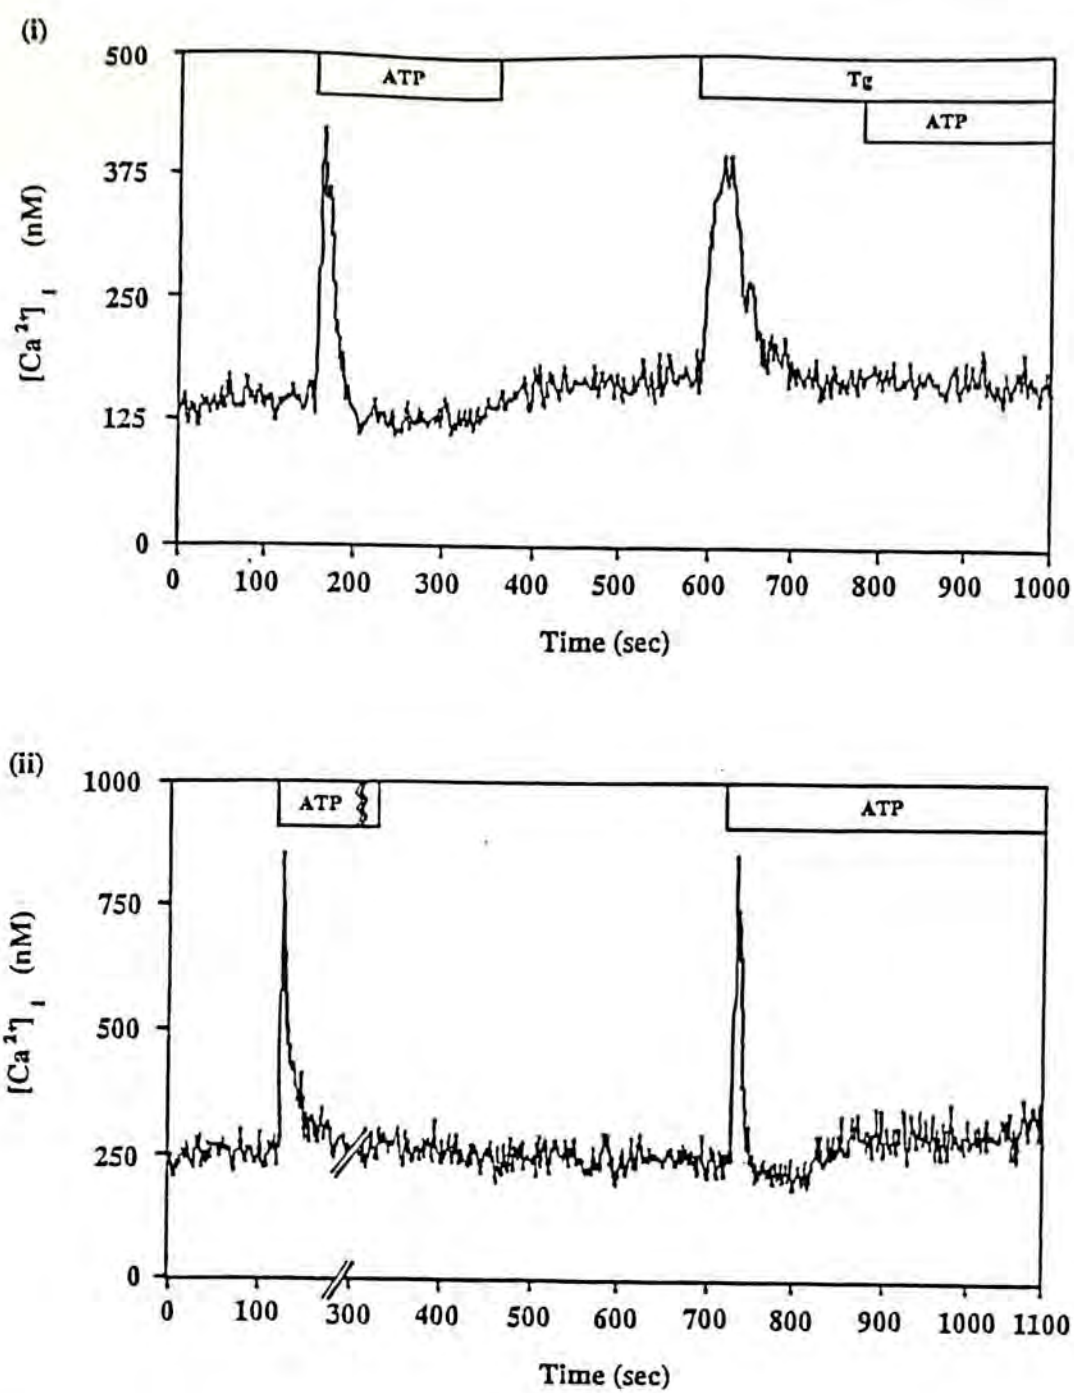 (i)
500
ATP
Tg
ATP
375
250
125
0
[Ca²⁺] i (nM)
0 100 200 300 400 500 600 700 800 900 1000
Time (sec)
(ii)
1000
ATP
ATP
750
500
250
0
[Ca²⁺] i (nM)
0 100 300 400 500 600 700 800 900 1000 1100
Time (sec)